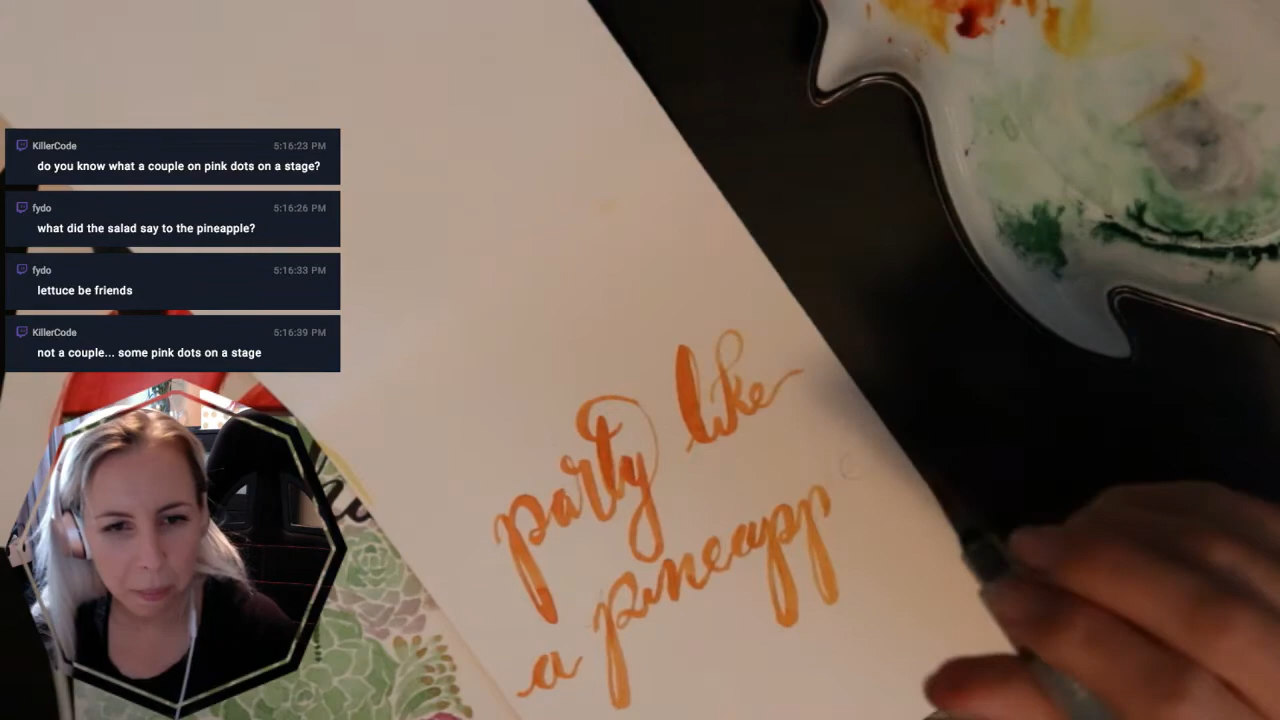 KillerCode 5:16:23 PM
do you know what a couple on pink dots on a stage?
fydo 5:16:26 PM
what did the salad say to the pineapple?
fydo 5:16:33 PM
lettuce be friends
KillerCode 5:16:39 PM
not a couple... some pink dots on a stage
party like
a pineapp